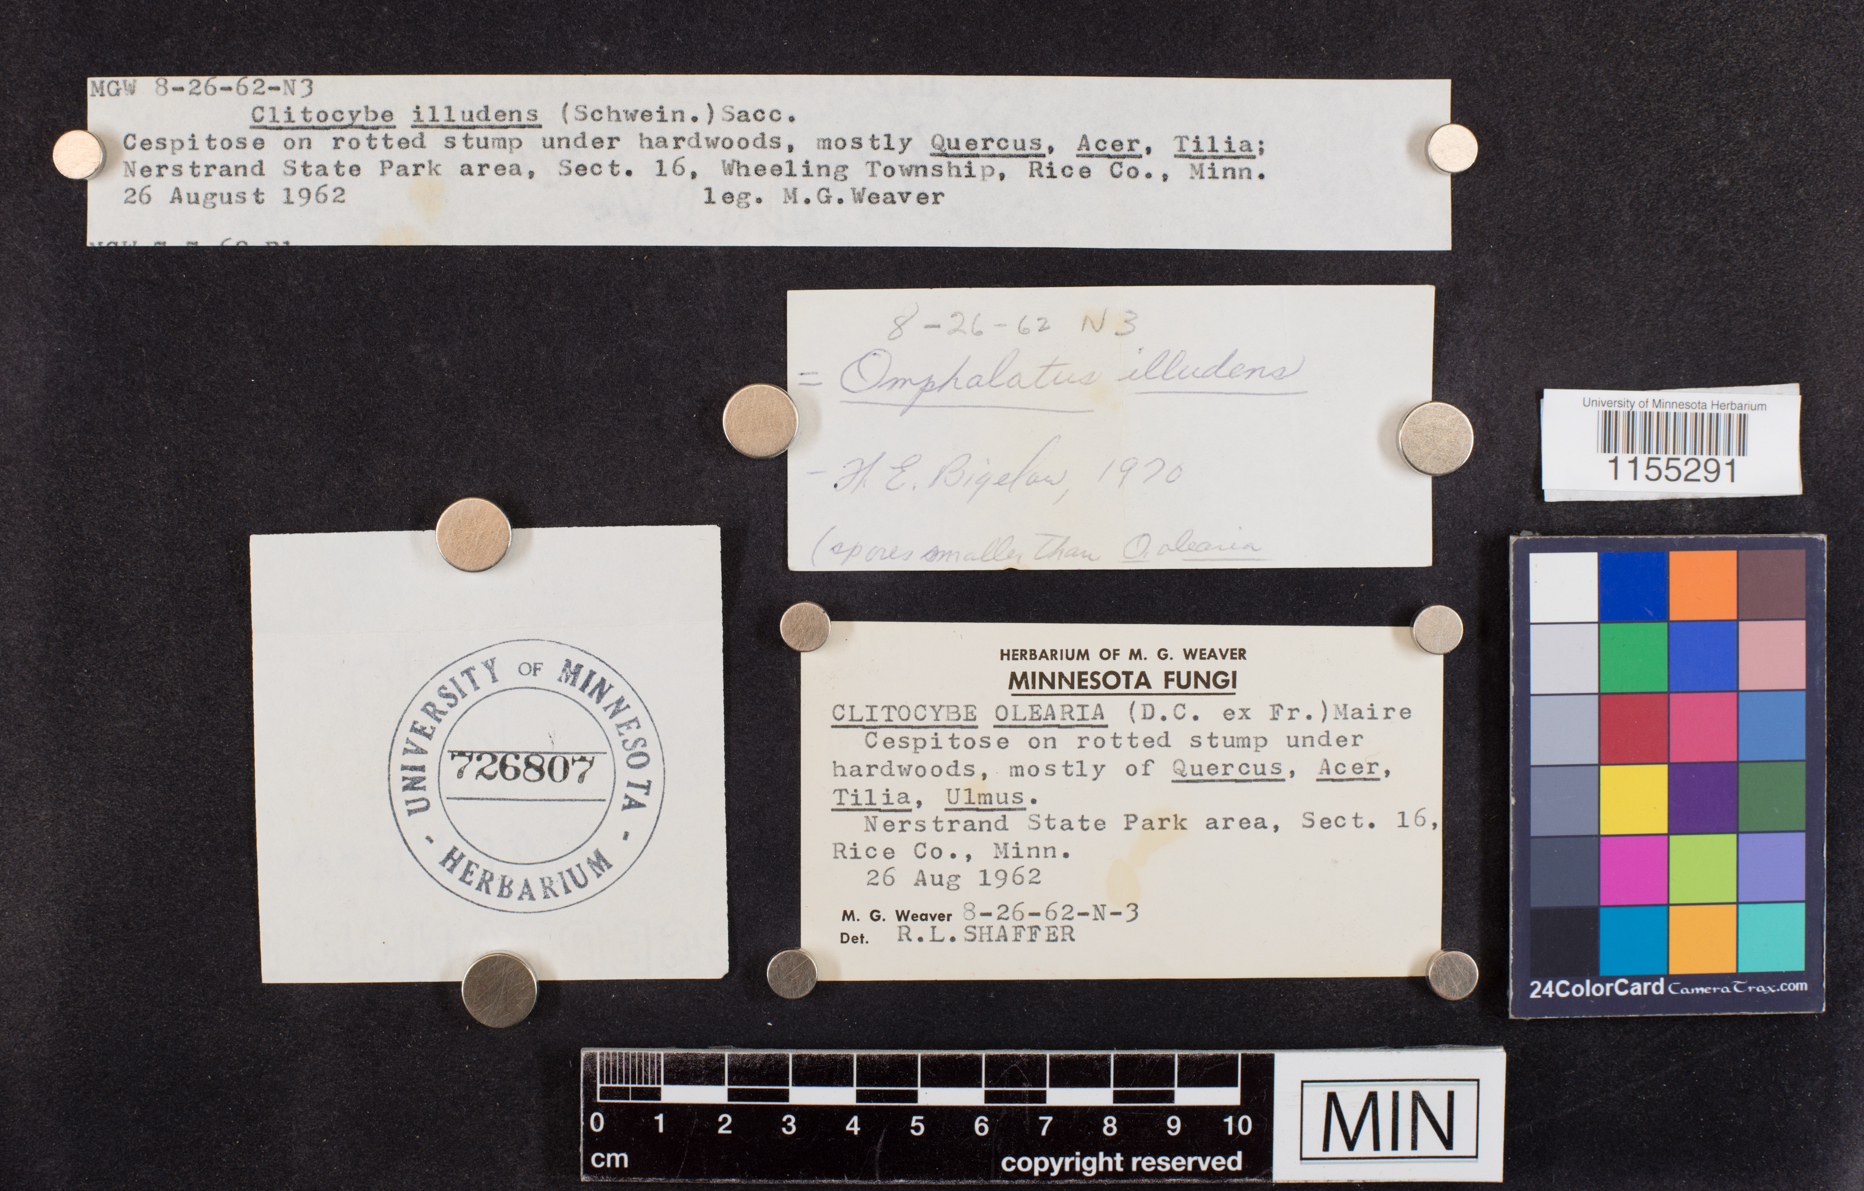 MGW 8-26-62-N3
Clitocybe illudens (Schwein.)Sacc.
Cespitose on rotted stump under hardwoods, mostly Quercus, Acer, Tilia;
Nerstrand State Park area, Sect. 16, Wheeling Township, Rice Co., Minn.
26 August 1962 leg. M.G.Weaver
8-26-62 N3
= Omphalatus illudens
- H. E. Bigelow, 1970
(spores smaller than O. olearia
University of Minnesota Herbarium
1155291
UNIVERSITY OF MINNESOTA
726807
- HERBARIUM -
HERBARIUM OF M. G. WEAVER
MINNESOTA FUNGI
CLITOCYBE OLEARIA (D.C. ex Fr.)Maire
Cespitose on rotted stump under
hardwoods, mostly of Quercus, Acer,
Tilia, Ulmus.
Nerstrand State Park area, Sect. 16,
Rice Co., Minn.
26 Aug 1962
M. G. Weaver 8-26-62-N-3
Det. R.L.SHAFFER
24ColorCard CameraTrax.com
0 1 2 3 4 5 6 7 8 9 10
cm
copyright reserved
MIN